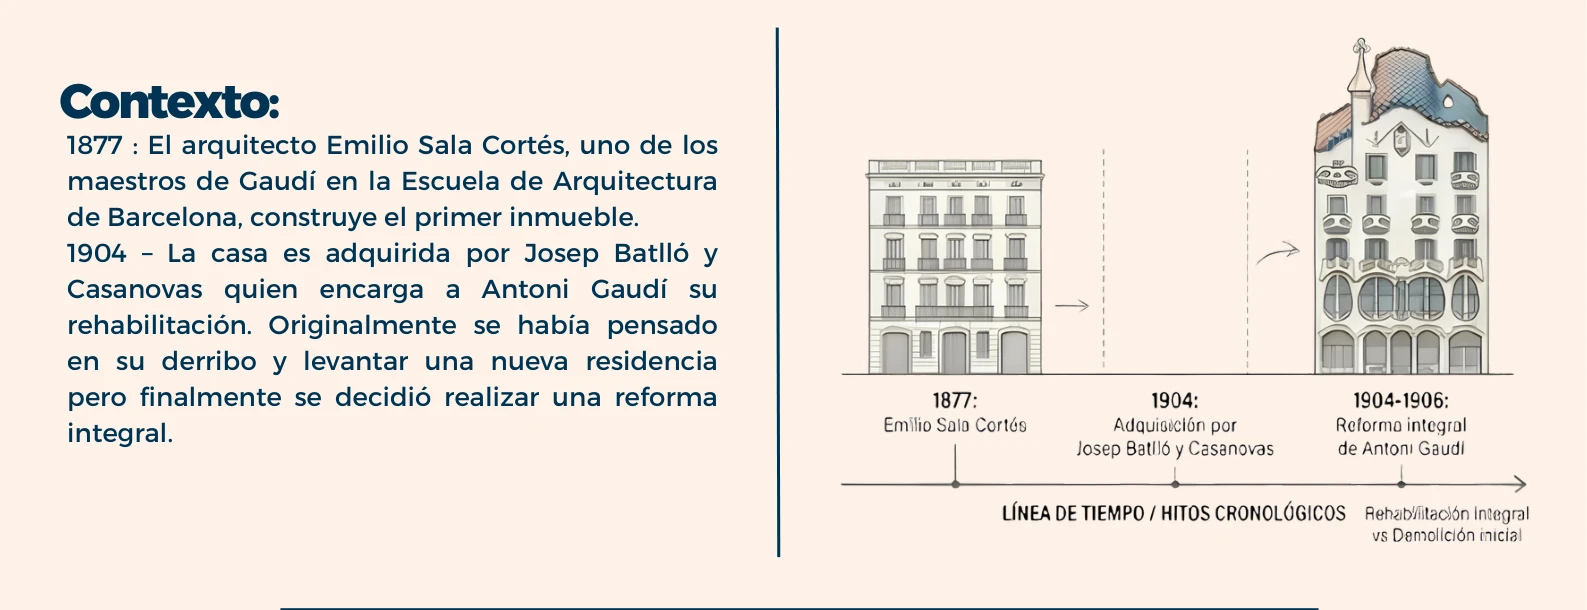 Contexto:
1877 : El arquitecto Emilio Sala Cortés, uno de los
maestros de Gaudí en la Escuela de Arquitectura
de Barcelona, construye el primer inmueble.
1904 – La casa es adquirida por Josep Batlló y
Casanovas quien encarga a Antoni Gaudí su
rehabilitación. Originalmente se había pensado
en su derribo y levantar una nueva residencia
pero finalmente se decidió realizar una reforma
integral.
1877:
Emilio Sala Cortés
1904:
Adquisición por
Josep Batlló y Casanovas
1904-1906:
Reforma integral
de Antoni Gaudí
LÍNEA DE TIEMPO / HITOS CRONOLÓGICOS
Rehabilitación Integral
vs Demolición inicial